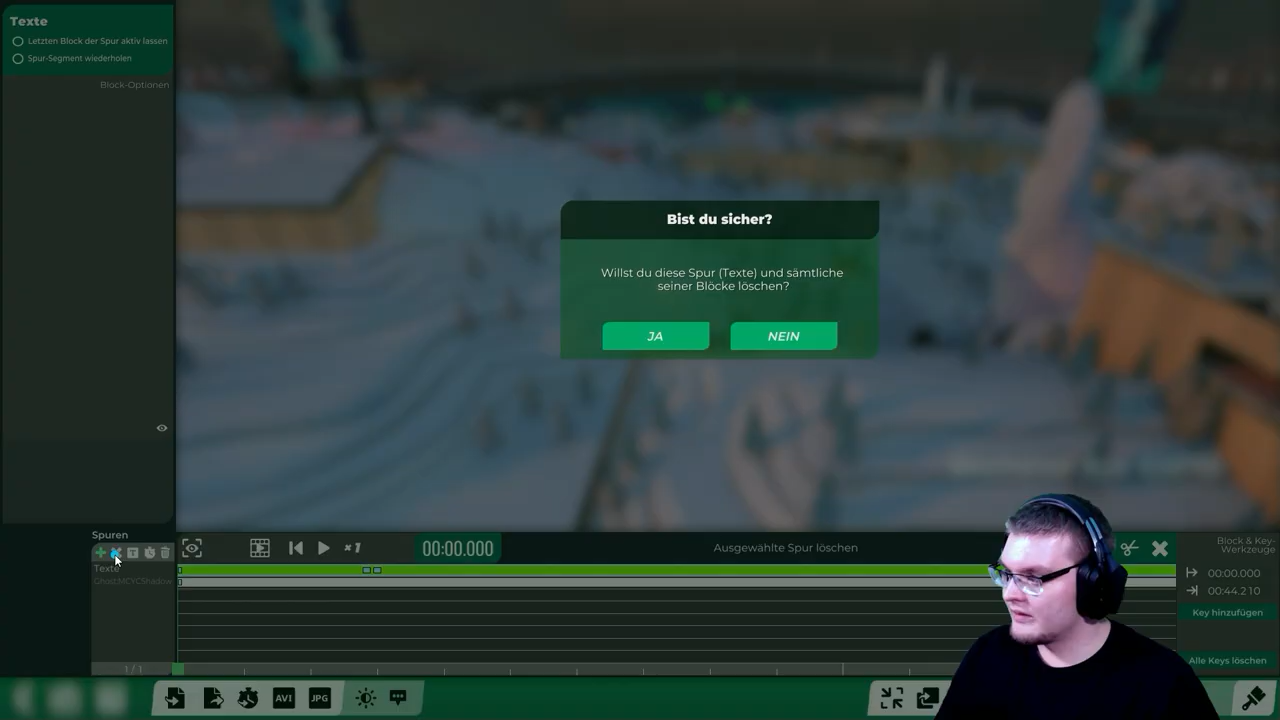 Texte
Letzten Block der Spur aktiv lassen
Spur-Segment wiederholen
Block-Optionen
Bist du sicher?
Willst du diese Spur (Texte) und sämtliche
seiner Blöcke löschen?
JA
NEIN
Spuren
×1
00:00.000
Ausgewählte Spur löschen
Block & Key-
Werkzeuge
Texte
Ghost:MCYCShadow
00:00.000
00:44.210
Key hinzufügen
Alle Keys löschen
1 / 1
AVI
JPG